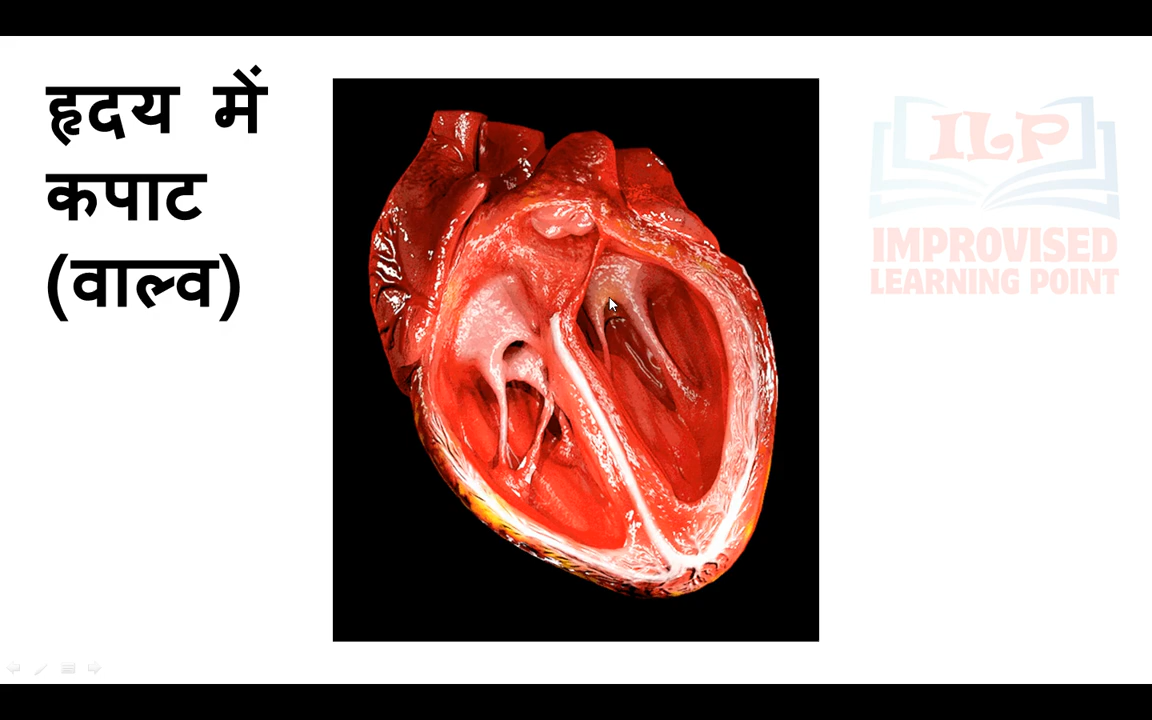 हृदय में
कपाट
(वाल्व)
ILP
IMPROVISED
LEARNING POINT